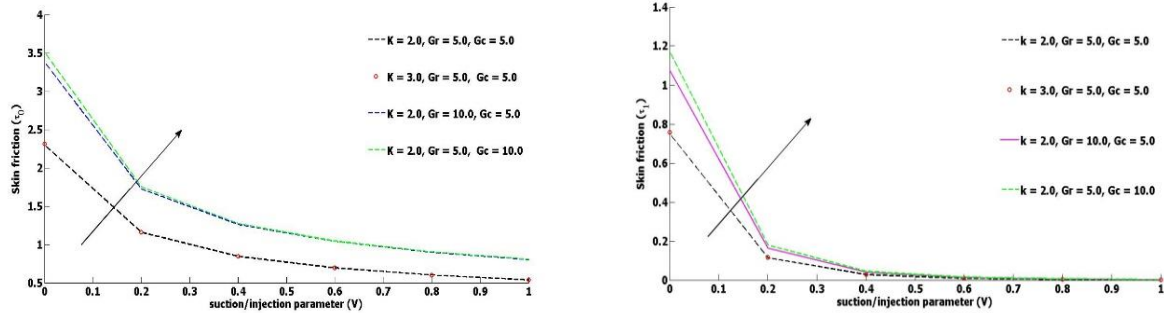 4
3.5
3
2.5
2
1.5
1
0.5
Skin friction (τ0)
0 0.1 0.2 0.3 0.4 0.5 0.6 0.7 0.8 0.9 1
suction/injection parameter (V)
K = 2.0, Gr = 5.0, Gc = 5.0
K = 3.0, Gr = 5.0, Gc = 5.0
K = 2.0, Gr = 10.0, Gc = 5.0
K = 2.0, Gr = 5.0, Gc = 10.0
1.4
1.2
1
0.8
0.6
0.4
0.2
0
Skin friction (τ1)
0 0.1 0.2 0.3 0.4 0.5 0.6 0.7 0.8 0.9 1
suction/injection parameter (V)
k = 2.0, Gr = 5.0, Gc = 5.0
k = 3.0, Gr = 5.0, Gc = 5.0
k = 2.0, Gr = 10.0, Gc = 5.0
k = 2.0, Gr = 5.0, Gc = 10.0